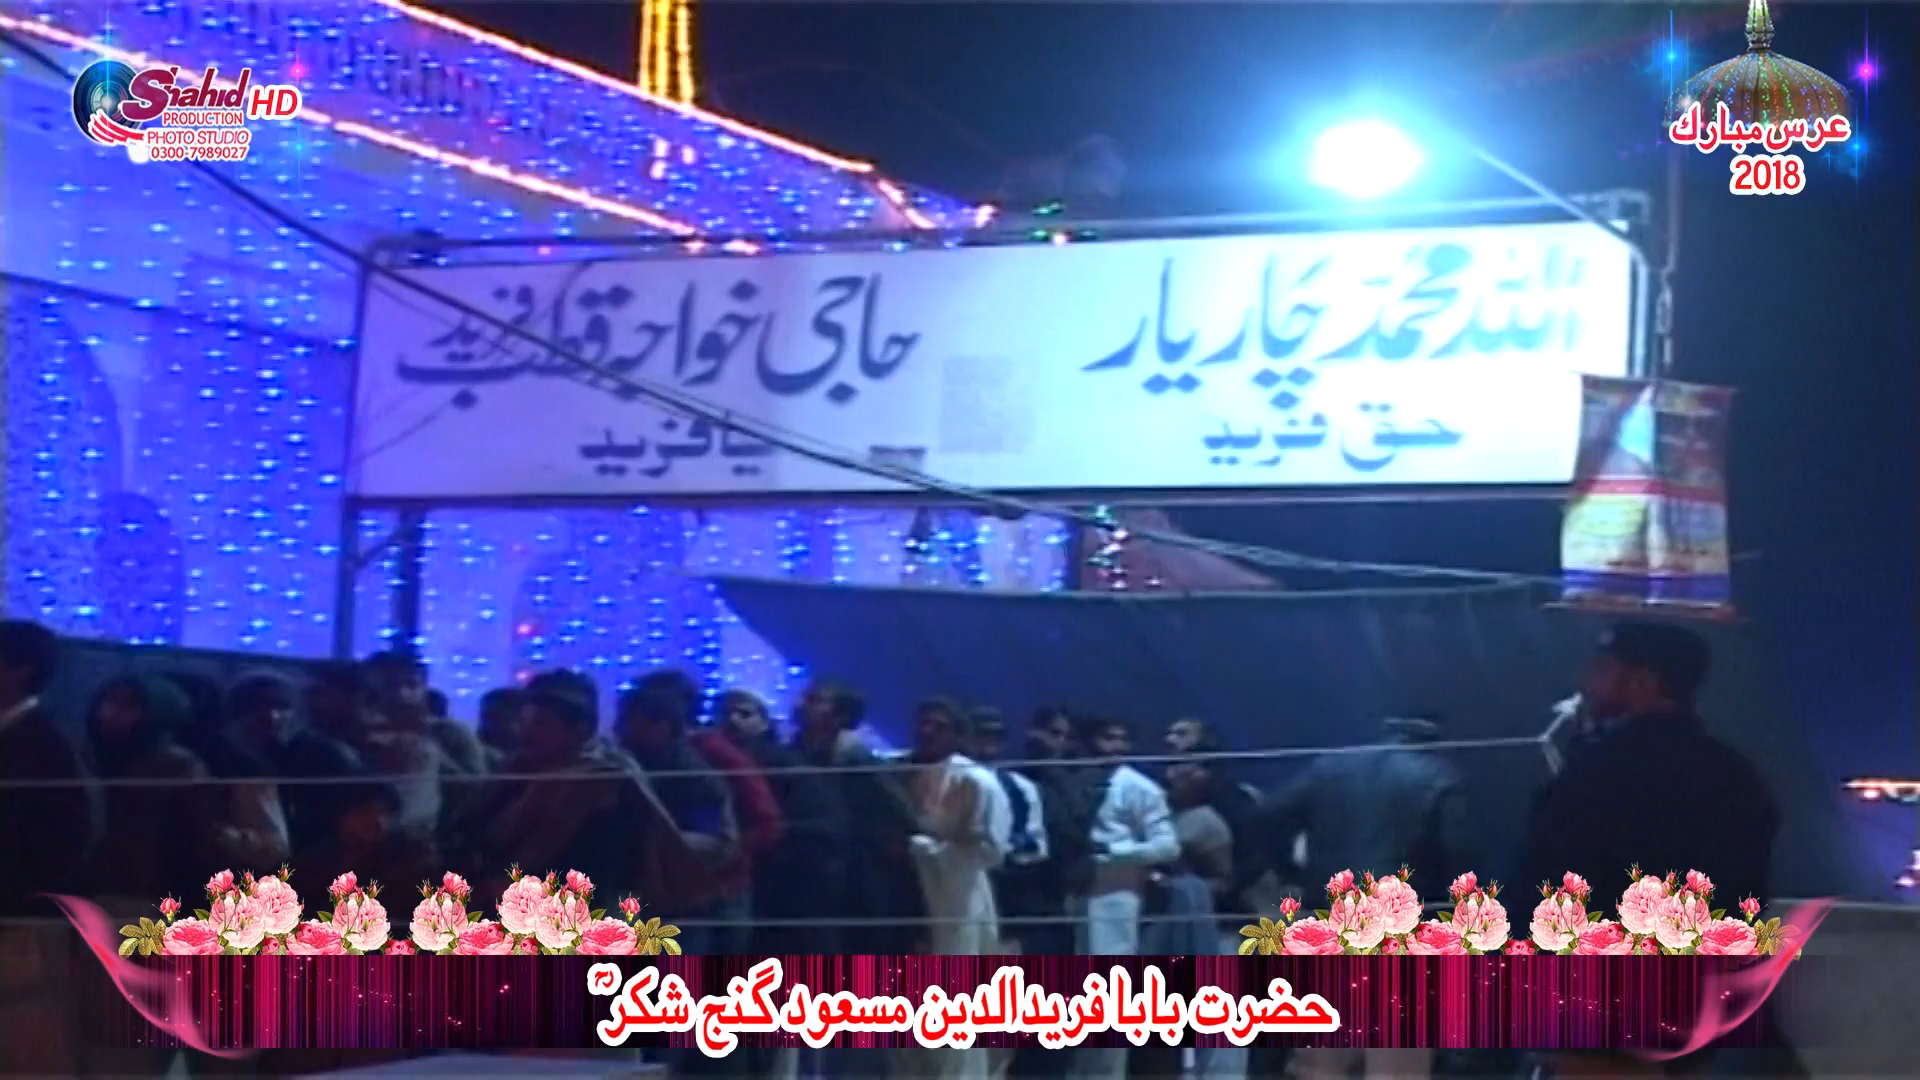 Shahid HD
PRODUCTION
PHOTO STUDIO
0300-7989027
عرس مبارک
2018
اللہ محمد چار یار
حاجی خواجہ قطب فرید
حق فرید
یا فرید
حضرت بابا فریدالدین مسعود گنج شکرؒ